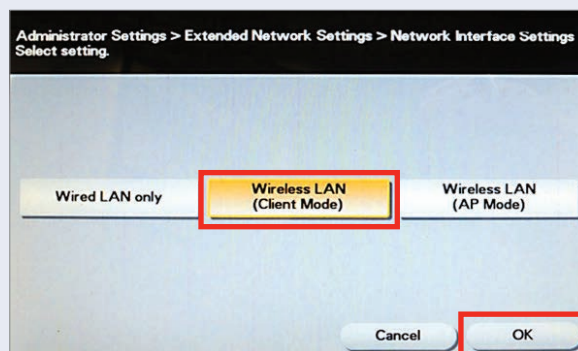 Administrator Settings > Extended Network Settings > Network Interface Settings
Select setting.
Wired LAN only
Wireless LAN
(Client Mode)
Wireless LAN
(AP Mode)
Cancel
OK